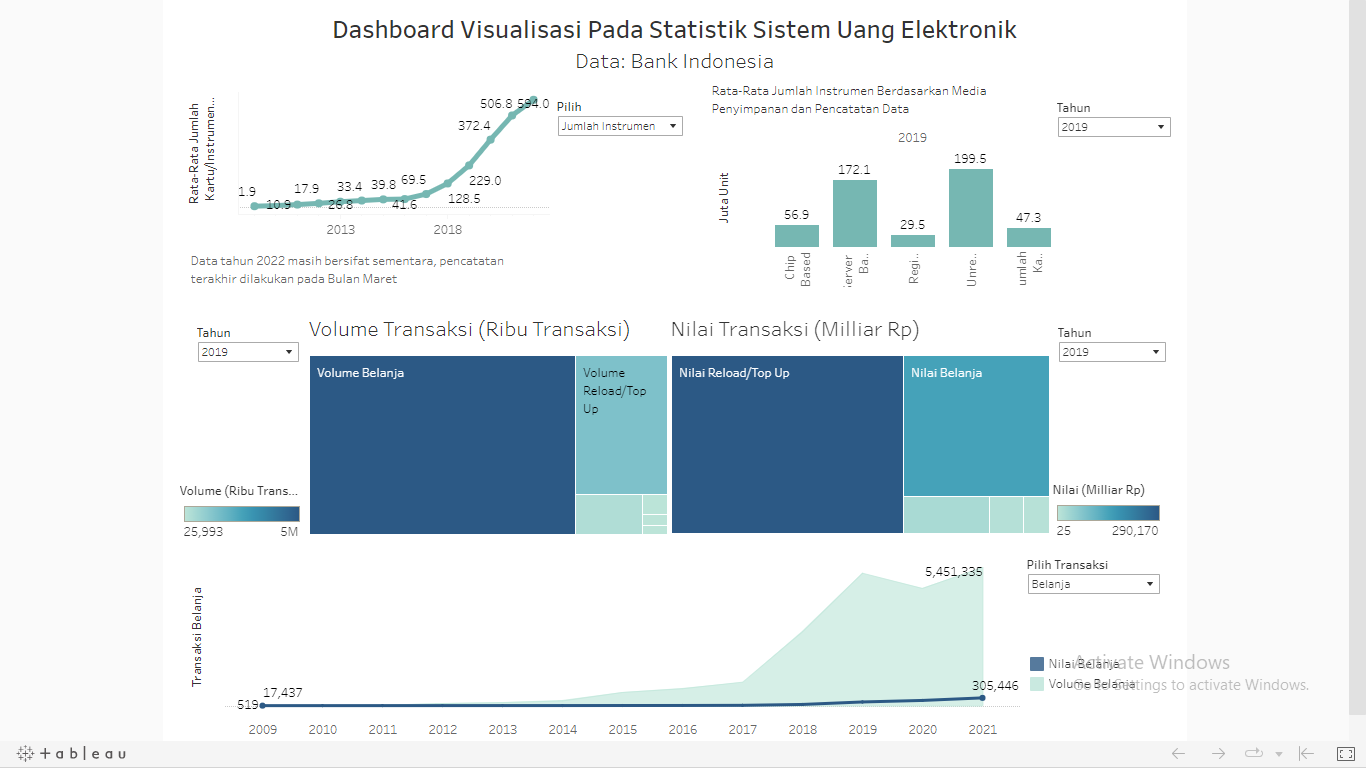 Dashboard Visualisasi Pada Statistik Sistem Uang Elektronik
Data: Bank Indonesia
Rata-Rata Jumlah
Kartu/Instrumen...
1.9
10.9
17.9
26.8
33.4
39.8
41.6
69.5
128.5
229.0
372.4
506.8
594.0
2013
2018
Pilih
Jumlah Instrumen
Data tahun 2022 masih bersifat sementara, pencatatan
terakhir dilakukan pada Bulan Maret
Rata-Rata Jumlah Instrumen Berdasarkan Media
Penyimpanan dan Pencatatan Data
Tahun
2019
2019
Juta Unit
56.9
172.1
29.5
199.5
47.3
Chip
Based
erver
Ba..
Regi..
Unre..
umlah
Ka..
Tahun
2019
Volume Transaksi (Ribu Transaksi)
Volume Belanja
Volume
Reload/Top
Up
Volume (Ribu Trans...
25,993 5M
Nilai Transaksi (Milliar Rp)
Nilai Reload/Top Up
Nilai Belanja
Tahun
2019
Nilai (Milliar Rp)
25 290,170
Transaksi Belanja
519
17,437
5,451,335
305,446
2009 2010 2011 2012 2013 2014 2015 2016 2017 2018 2019 2020 2021
Pilih Transaksi
Belanja
Nilai Belanja
Volume Belanja
Activate Windows
Go to Settings to activate Windows.
+ableau